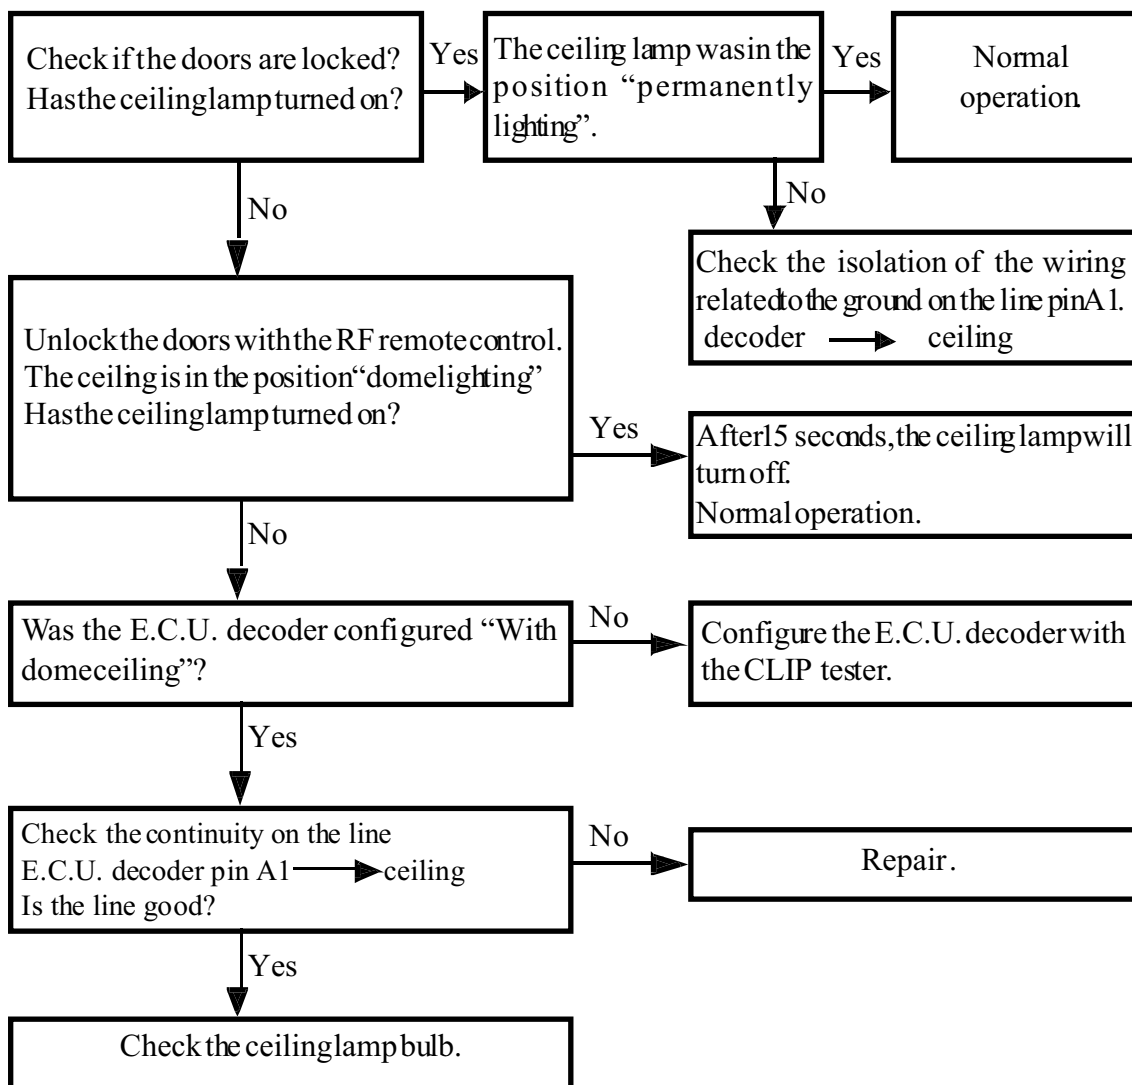 Check if the doors are locked?
Has the ceiling lamp turned on?
Yes
The ceiling lamp was in the
position “permanently
lighting”.
Yes
Normal
operation.
No
No
Check the isolation of the wiring
related to the ground on the line pin A1.
decoder ceiling
Unlock the doors with the RF remote control.
The ceiling is in the position “dome lighting”
Has the ceiling lamp turned on?
Yes
After 15 seconds, the ceiling lamp will
turn off.
Normal operation.
No
Was the E.C.U. decoder configured “With
dome ceiling”?
No
Configure the E.C.U. decoder with
the CLIP tester.
Yes
Check the continuity on the line
E.C.U. decoder pin A1 ceiling
Is the line good?
No
Repair.
Yes
Check the ceiling lamp bulb.